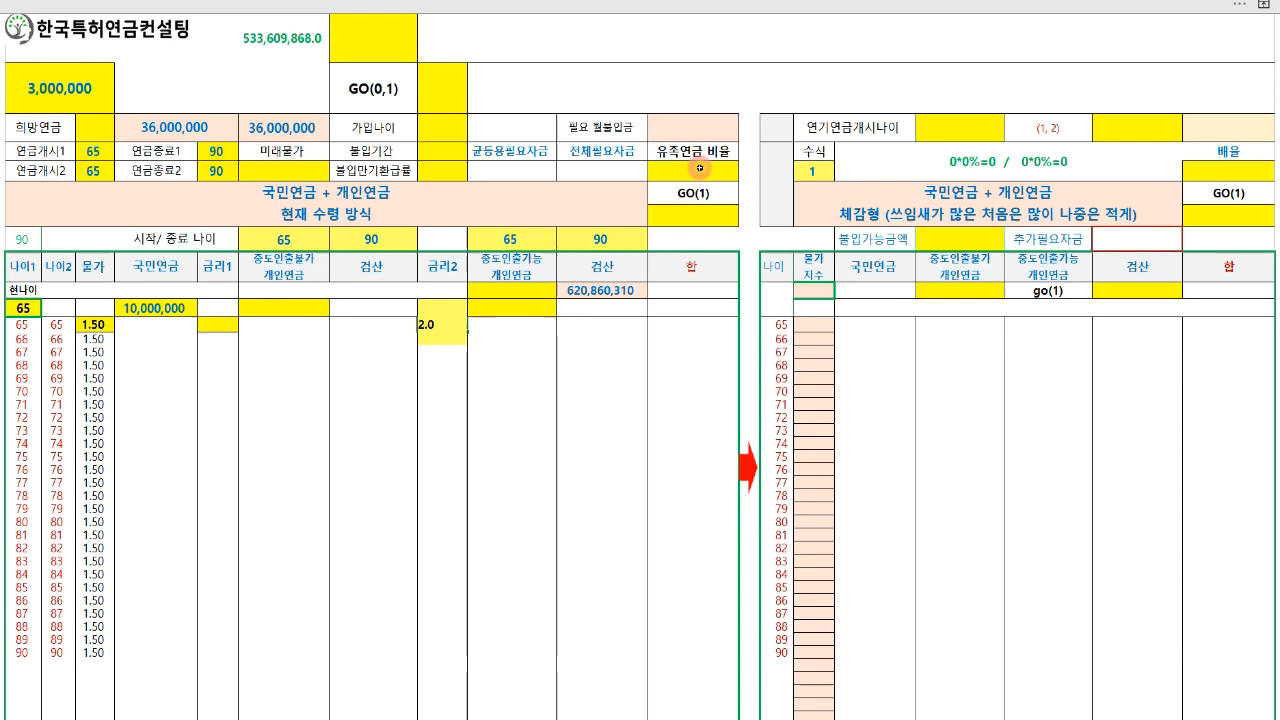 한국특허연금컨설팅
533,609,868.0
3,000,000 GO(0,1)
희망연금 36,000,000 36,000,000 가입나이 필요 월불입금 연기연금개시나이 (1, 2)
연금개시1 65 연금종료1 90 미래물가 불입기간 균등용필요자금 전체필요자금 유족연금 비율 수식 0*0%=0 / 0*0%=0 배율
연금개시2 65 연금종료2 90 불입만기환급률 1
국민연금 + 개인연금 GO(1) 국민연금 + 개인연금 GO(1)
현재 수령 방식 체감형 (쓰임새가 많은 처음은 많이 나중은 적게)
90 시작/ 종료 나이 65 90 65 90 불입가능금액 추가필요자금
나이1 나이2 물가 국민연금 금리1 중도인출불가 개인연금 검산 금리2 중도인출가능 개인연금 검산 합 나이 물가 지수 국민연금 중도인출불가 개인연금 중도인출가능 개인연금 검산 합
현나이 620,860,310 go(1)
65 10,000,000
65 65 1.50 2.0 65
66 66 1.50 66
67 67 1.50 67
68 68 1.50 68
69 69 1.50 69
70 70 1.50 70
71 71 1.50 71
72 72 1.50 72
73 73 1.50 73
74 74 1.50 74
75 75 1.50 75
76 76 1.50 76
77 77 1.50 77
78 78 1.50 78
79 79 1.50 79
80 80 1.50 80
81 81 1.50 81
82 82 1.50 82
83 83 1.50 83
84 84 1.50 84
85 85 1.50 85
86 86 1.50 86
87 87 1.50 87
88 88 1.50 88
89 89 1.50 89
90 90 1.50 90